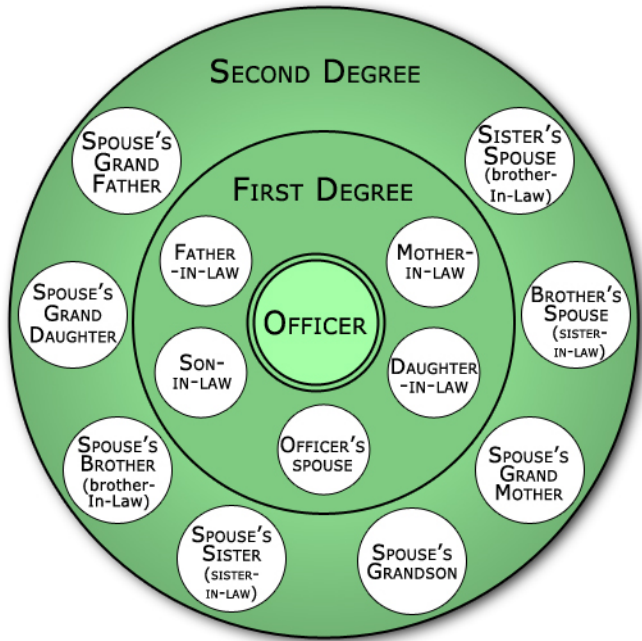 SECOND DEGREE
SPOUSE'S
GRAND
FATHER
SISTER'S
SPOUSE
(brother-
In-Law)
FIRST DEGREE
FATHER
-IN-LAW
MOTHER-
IN-LAW
SPOUSE'S
GRAND
DAUGHTER
OFFICER
BROTHER'S
SPOUSE
(SISTER-
IN-LAW)
SON-
IN-LAW
DAUGHTER
-IN-LAW
OFFICER'S
SPOUSE
SPOUSE'S
BROTHER
(brother-
In-Law)
SPOUSE'S
GRAND
MOTHER
SPOUSE'S
SISTER
(SISTER-
IN-LAW)
SPOUSE'S
GRANDSON